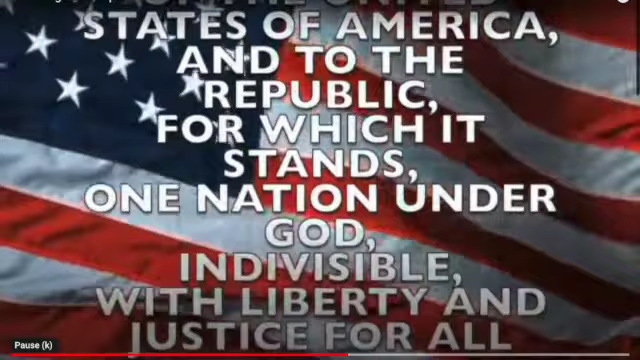 STATES OF AMERICA,
AND TO THE
REPUBLIC,
FOR WHICH IT
STANDS,
ONE NATION UNDER
GOD,
INDIVISIBLE,
WITH LIBERTY AND
JUSTICE FOR ALL
Pause (k)